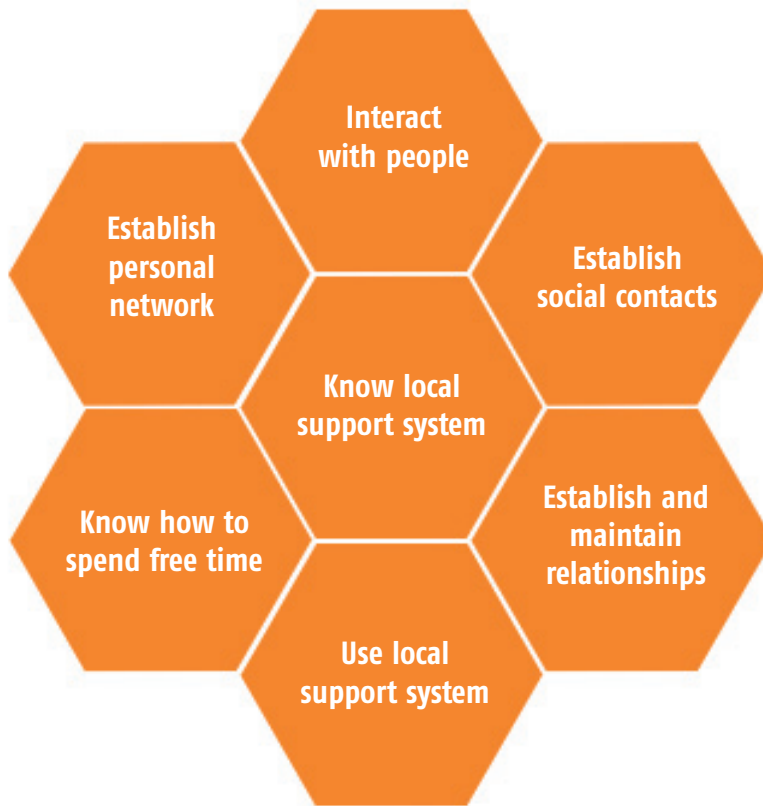 Interact
with people
Establish
personal
network
Establish
social contacts
Know local
support system
Know how to
spend free time
Establish and
maintain
relationships
Use local
support system